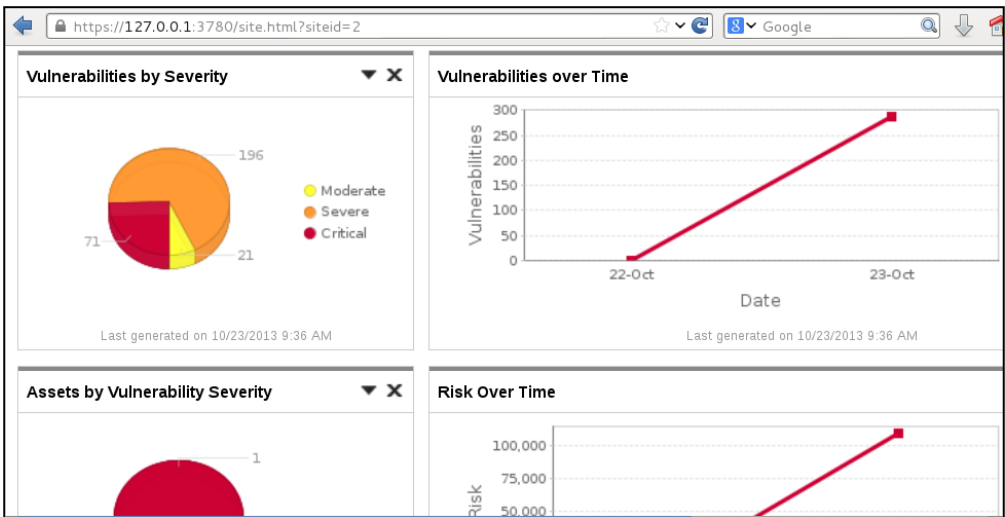 https://127.0.0.1:3780/site.html?siteid=2
8 Google
Vulnerabilities by Severity
196
71
21
Moderate
Severe
Critical
Last generated on 10/23/2013 9:36 AM
Vulnerabilities over Time
Vulnerabilities
300
250
200
150
100
50
0
22-Oct
23-Oct
Date
Last generated on 10/23/2013 9:36 AM
Assets by Vulnerability Severity
1
Risk Over Time
Risk
100,000
75,000
50,000